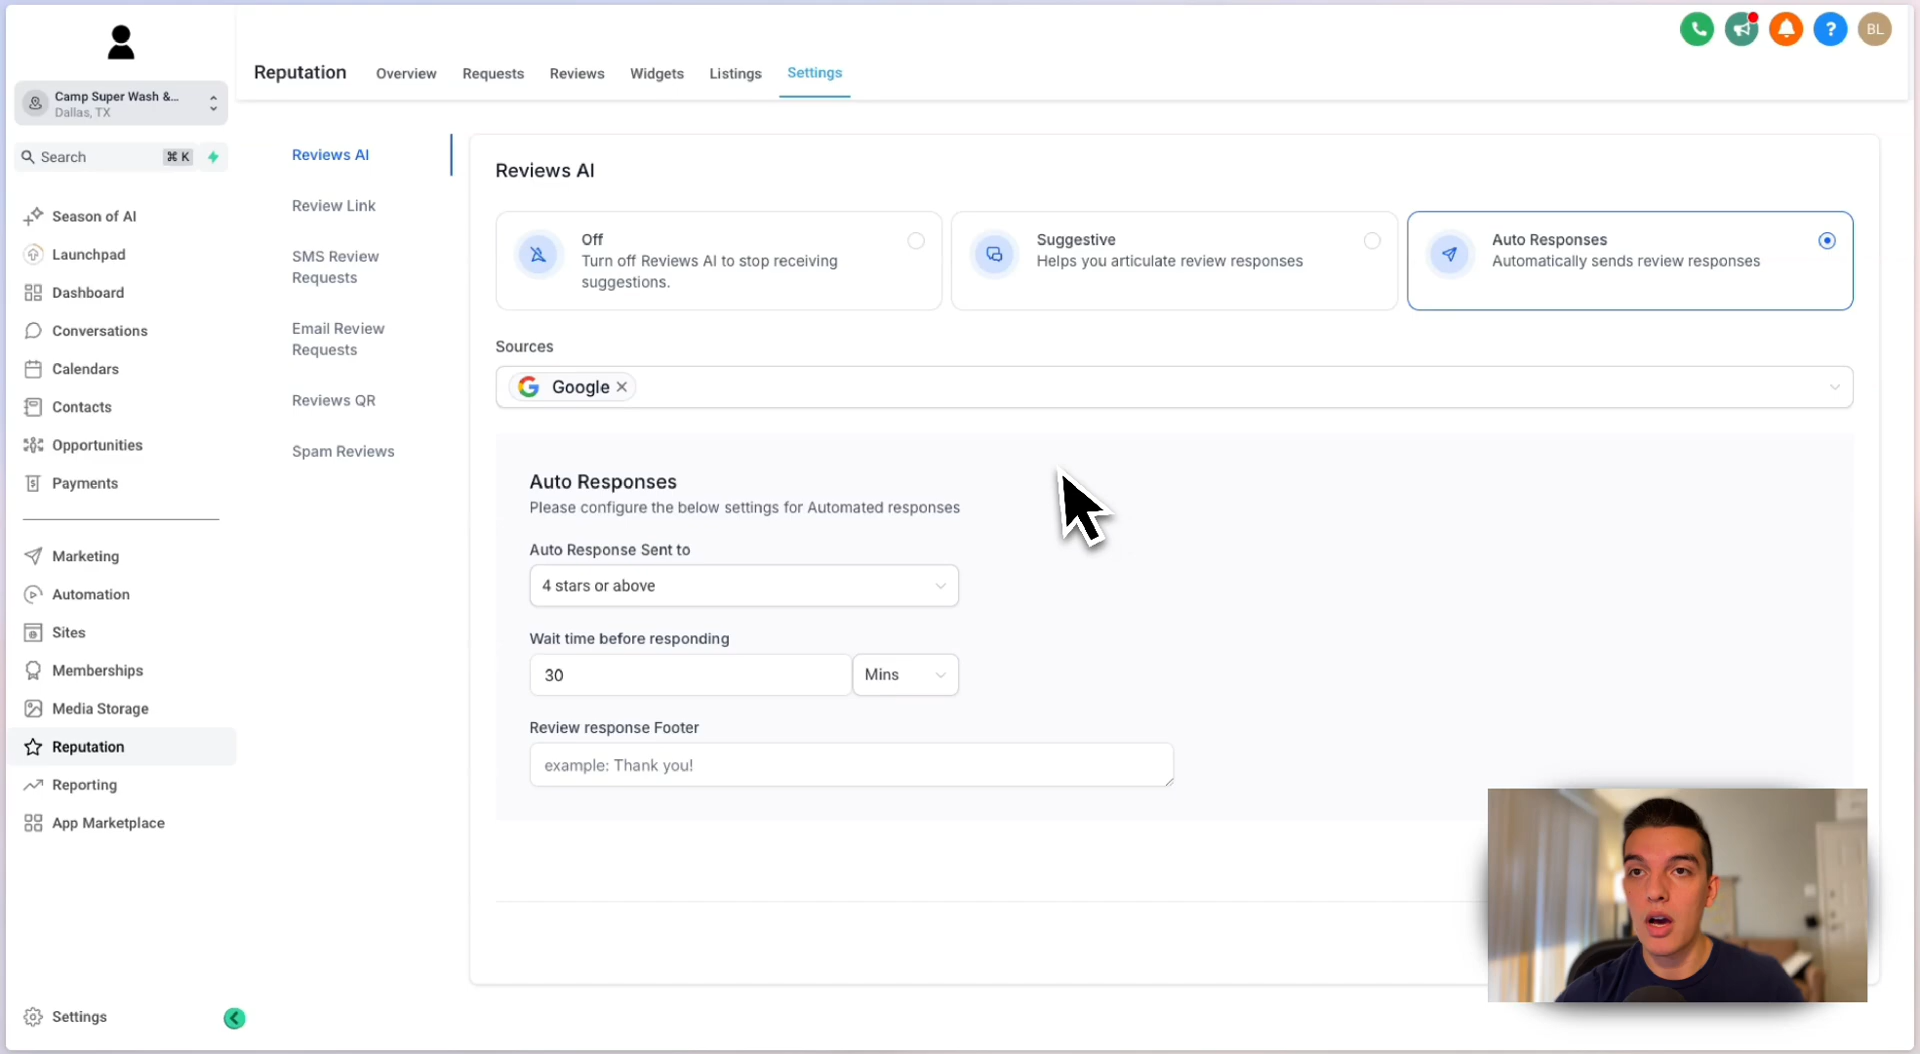 Camp Super Wash &...
Dallas, TX
Search
⌘ K
Season of AI
Launchpad
Dashboard
Conversations
Calendars
Contacts
Opportunities
Payments
Marketing
Automation
Sites
Memberships
Media Storage
Reputation
Reporting
App Marketplace
Settings
Reputation
Overview
Requests
Reviews
Widgets
Listings
Settings
?
BL
Reviews AI
Review Link
SMS Review
Requests
Email Review
Requests
Reviews QR
Spam Reviews
Reviews AI
Off
Turn off Reviews AI to stop receiving
suggestions.
Suggestive
Helps you articulate review responses
Auto Responses
Automatically sends review responses
Sources
Google
Auto Responses
Please configure the below settings for Automated responses
Auto Response Sent to
4 stars or above
Wait time before responding
30
Mins
Review response Footer
example: Thank you!